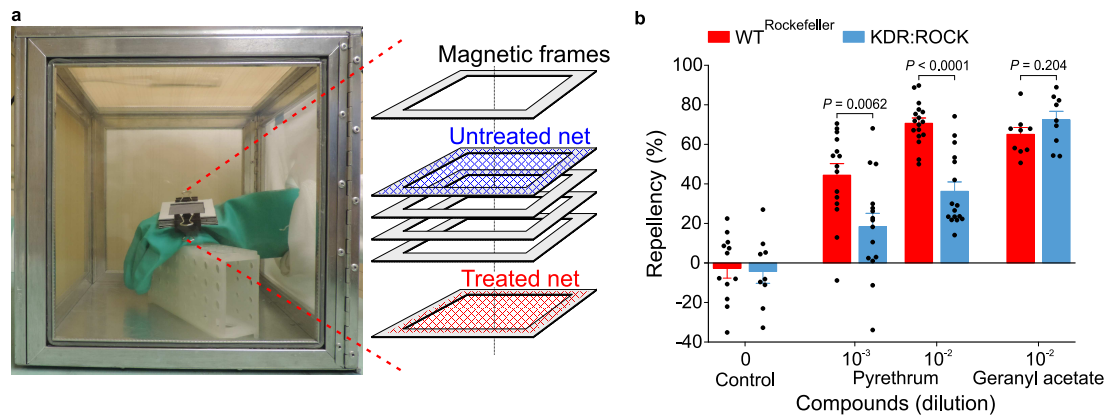 a
Magnetic frames
Untreated net
Treated net
b
WT^Rockefeller KDR:ROCK
P = 0.0062
P < 0.0001
P = 0.204
Repellency (%)
100
80
60
40
20
0
−20
−40
0 10^-3 10^-2 10^-2
Control Pyrethrum Geranyl acetate
Compounds (dilution)